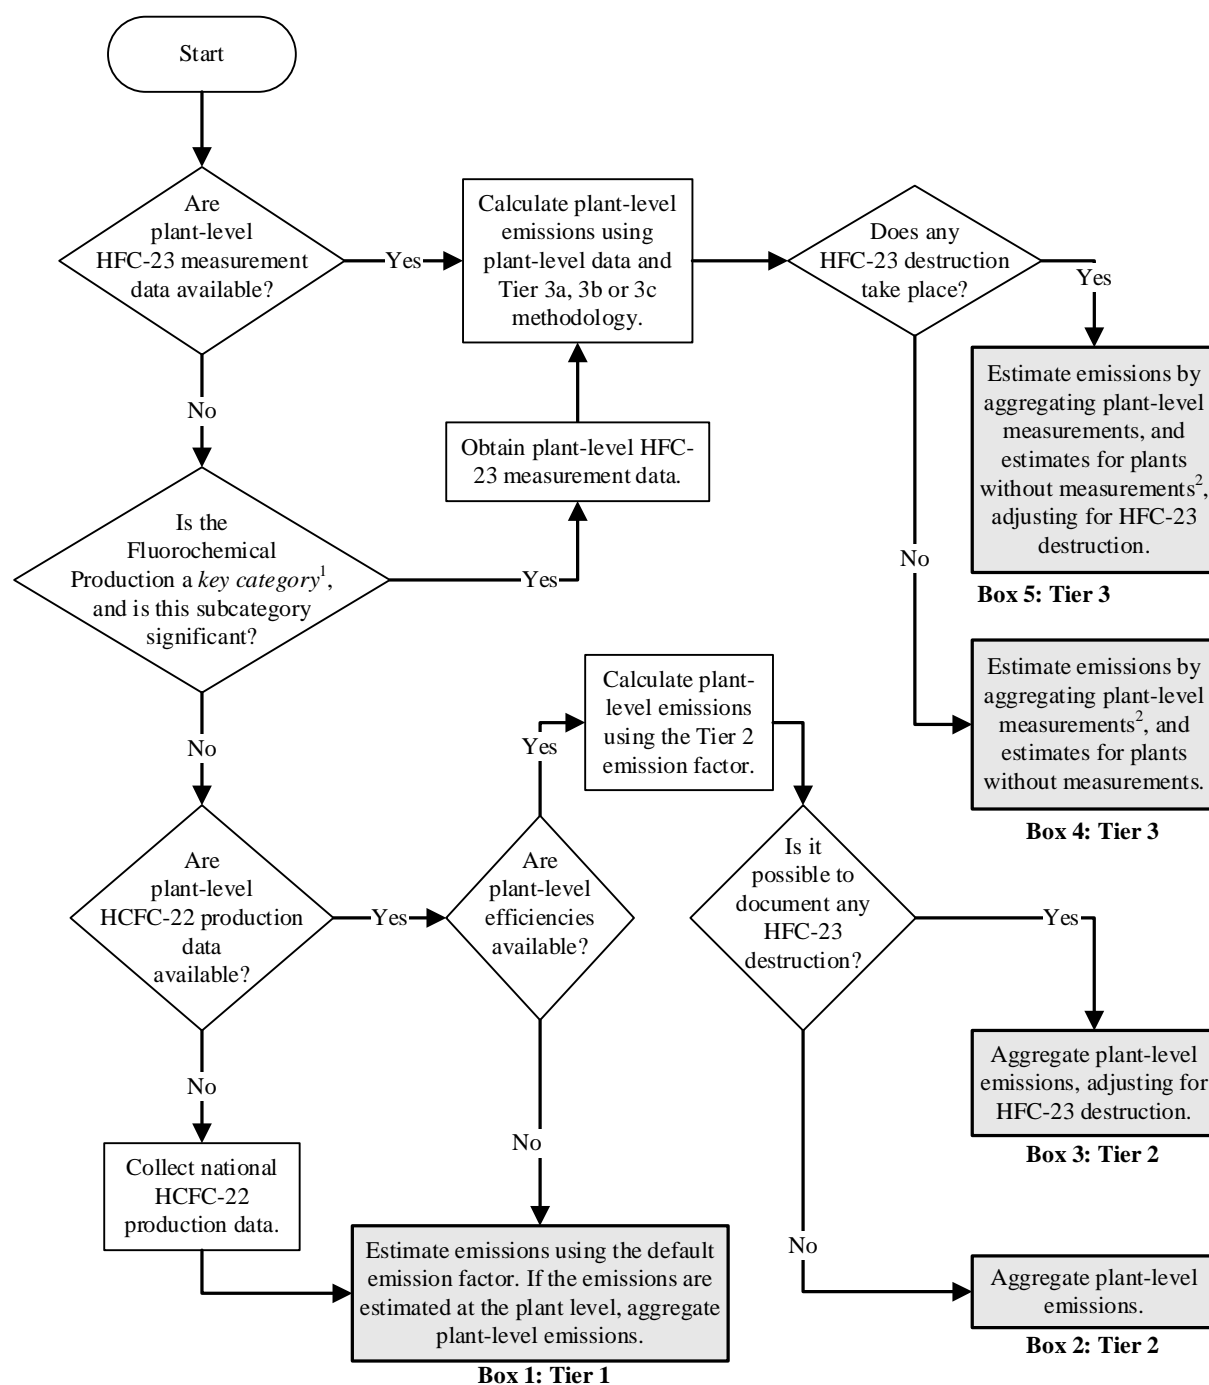 Start
Are
plant-level
HFC-23 measurement
data available?
Yes
Calculate plant-level
emissions using
plant-level data and
Tier 3a, 3b or 3c
methodology.
Does any
HFC-23 destruction
take place?
Yes
Estimate emissions by
aggregating plant-level
measurements, and
estimates for plants
without measurements²,
adjusting for HFC-23
destruction.
Box 5: Tier 3
No
Obtain plant-level HFC-
23 measurement data.
Is the
Fluorochemical
Production a key category¹,
and is this subcategory
significant?
Yes
No
Estimate emissions by
aggregating plant-level
measurements², and
estimates for plants
without measurements.
Box 4: Tier 3
Calculate plant-
level emissions
using the Tier 2
emission factor.
No
Yes
Are
plant-level
HCFC-22 production
data
available?
Yes
Are
plant-level
efficiencies
available?
Is it
possible to
document any
HFC-23
destruction?
Yes
Aggregate plant-level
emissions, adjusting for
HFC-23 destruction.
Box 3: Tier 2
No
Collect national
HCFC-22
production data.
No
Estimate emissions using the default
emission factor. If the emissions are
estimated at the plant level, aggregate
plant-level emissions.
Box 1: Tier 1
No
Aggregate plant-level
emissions.
Box 2: Tier 2